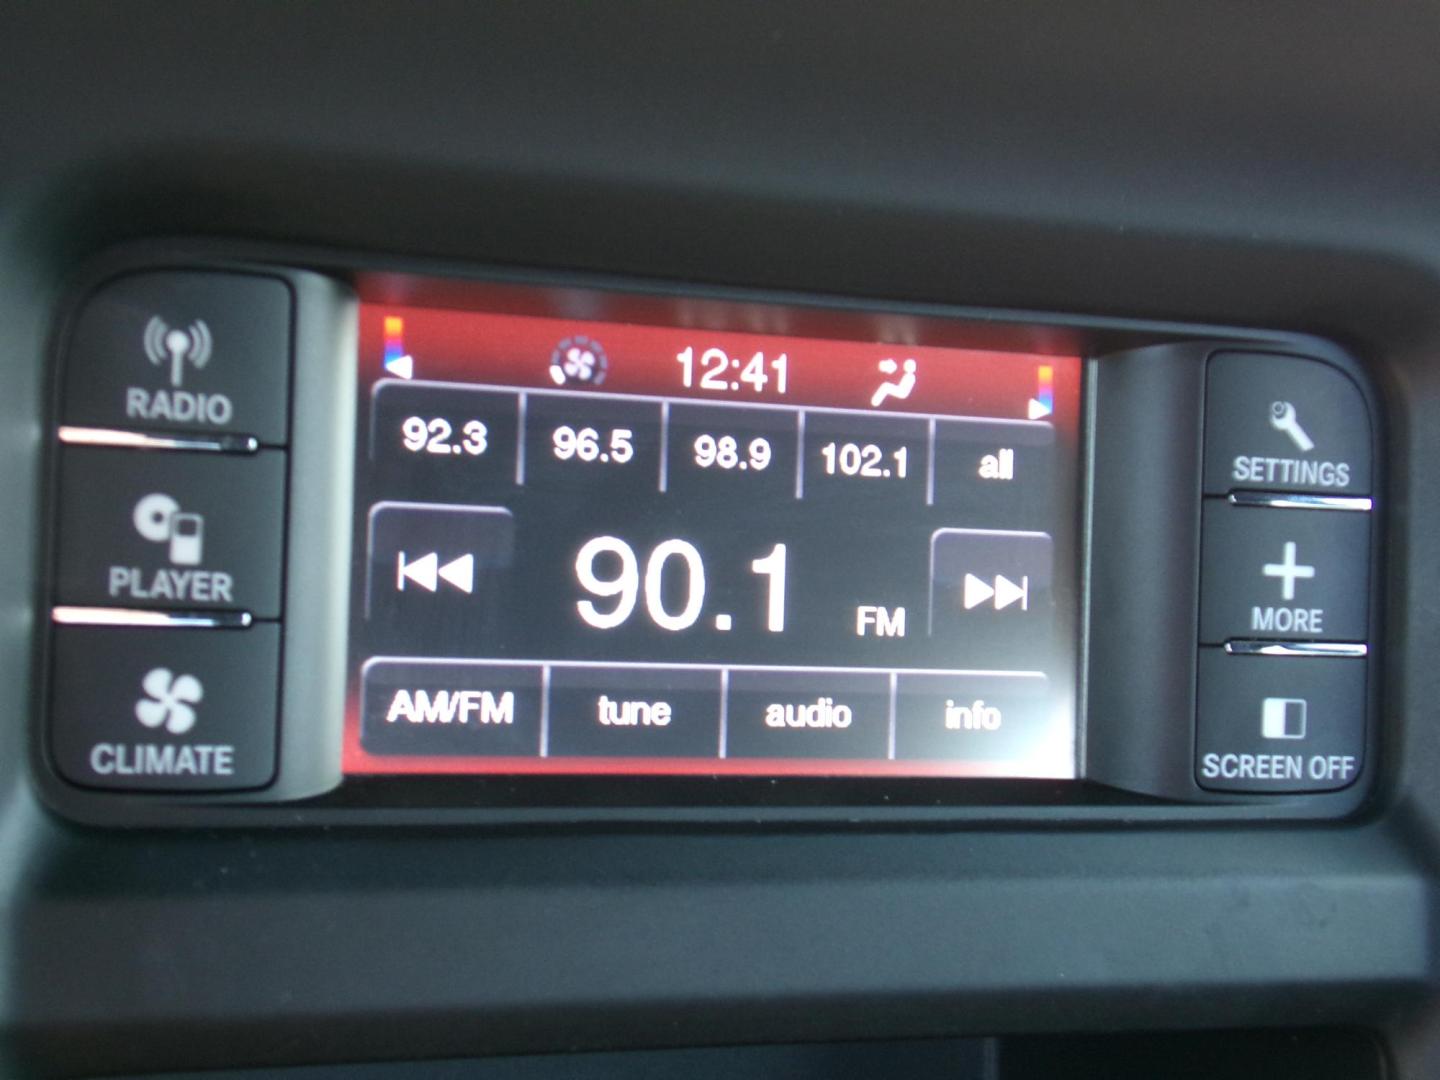 RADIO
PLAYER
CLIMATE
12:41
92.3 96.5 98.9 102.1 all
90.1 FM
AM/FM tune audio info
SETTINGS
MORE
SCREEN OFF